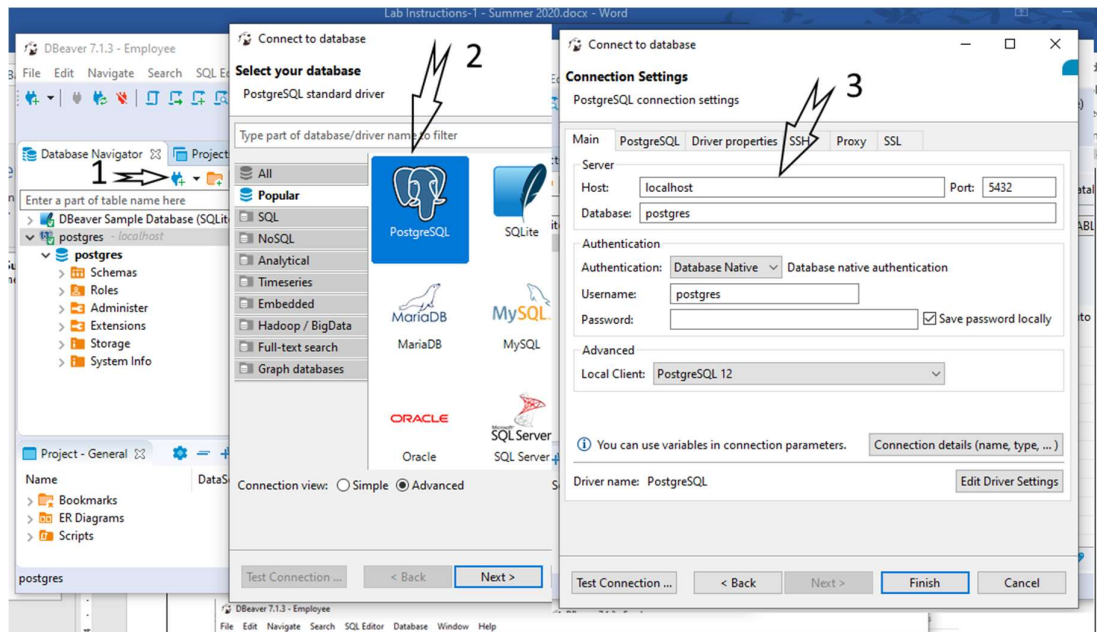 Lab Instructions-1 - Summer 2020.docx - Word
DBeaver 7.1.3 - Employee
File Edit Navigate Search SQL Ed
Database Navigator
Project
1
Enter a part of table name here
DBeaver Sample Database (SQLit
postgres - localhost
postgres
Schemas
Roles
Administer
Extensions
Storage
System Info
Project - General
Name DataS
Bookmarks
ER Diagrams
Scripts
postgres
Connect to database
2
Select your database
PostgreSQL standard driver
Type part of database/driver name to filter
All
Popular
SQL
NoSQL
Analytical
Timeseries
Embedded
Hadoop / BigData
Full-text search
Graph databases
PostgreSQL
SQLite
MariaDB
MySQL
MariaDB
MySQL
ORACLE
Microsoft
SQL Server
Oracle
SQL Server
Connection view: Simple Advanced
Test Connection ... < Back Next >
Connect to database
Connection Settings
3
PostgreSQL connection settings
Main PostgreSQL Driver properties SSH Proxy SSL
Server
Host: localhost Port: 5432
Database: postgres
Authentication
Authentication: Database Native Database native authentication
Username: postgres
Password: Save password locally
Advanced
Local Client: PostgreSQL 12
You can use variables in connection parameters. Connection details (name, type, ... )
Driver name: PostgreSQL Edit Driver Settings
Test Connection ... < Back Next > Finish Cancel
DBeaver 7.1.3 - Employee
File Edit Navigate Search SQL Editor Database Window Help